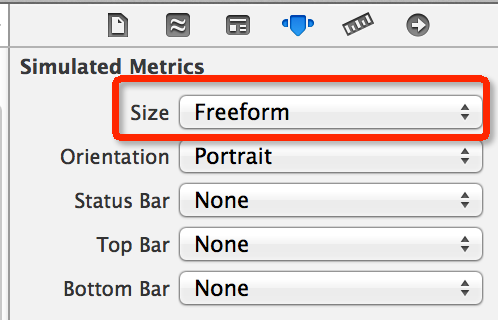 Simulated Metrics
Size Freeform
Orientation Portrait
Status Bar None
Top Bar None
Bottom Bar None